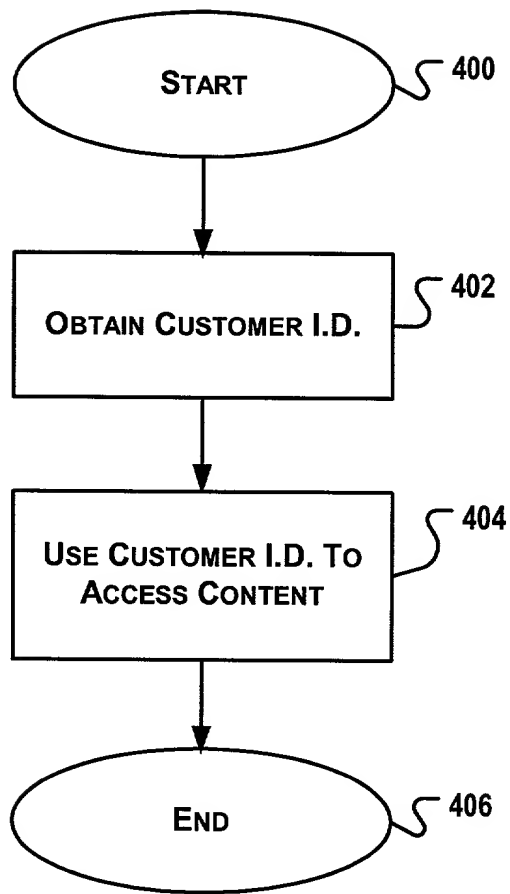 START
400
402
OBTAIN CUSTOMER I.D.
404
USE CUSTOMER I.D. TO
ACCESS CONTENT
END
406